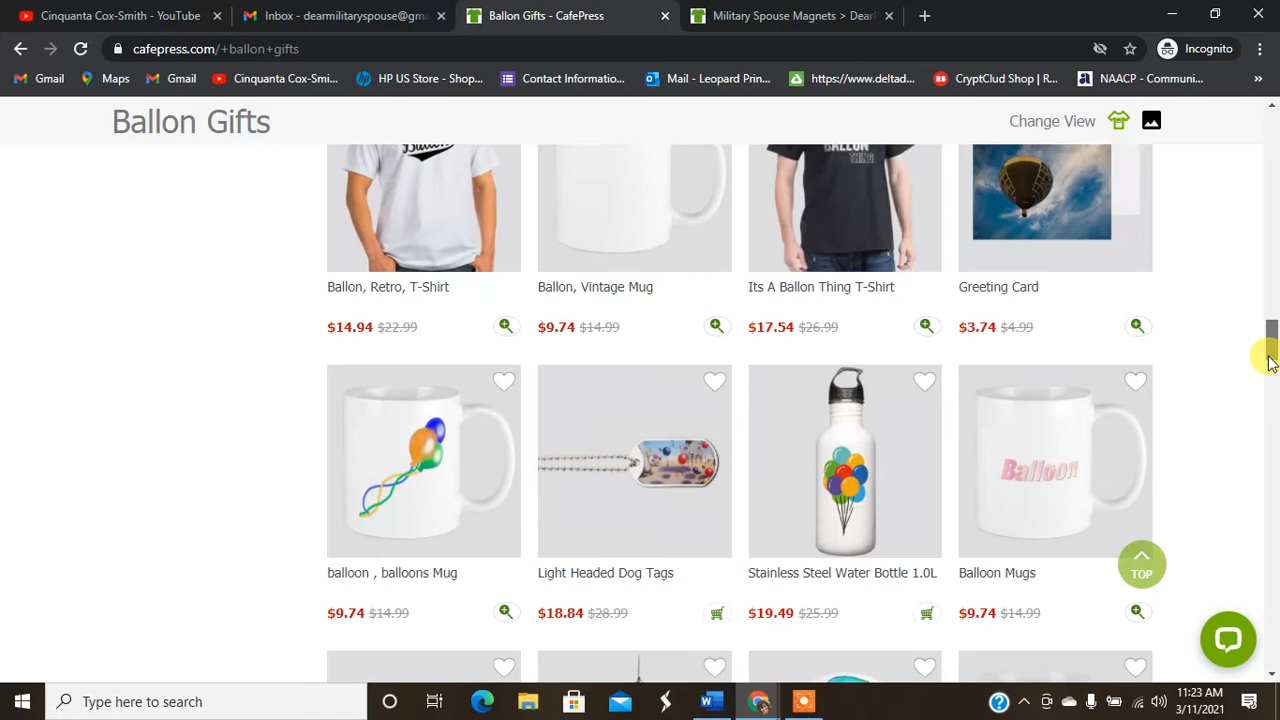 Cinquanta Cox-Smith - YouTube
Inbox - dearmilitaryspouse@gma
Ballon Gifts - CafePress
Military Spouse Magnets > Dearl
cafepress.com/+ballon+gifts
Incognito
Gmail
Maps
Gmail
Cinquanta Cox-Smi...
HP US Store - Shop...
Contact Informatio...
Mail - Leonard Prin...
https://www.deltad...
CryptClud Shop | R...
NAACP - Communi...
Ballon Gifts
Change View
BALLON
THING
Ballon, Retro, T-Shirt
Ballon, Vintage Mug
Its A Ballon Thing T-Shirt
Greeting Card
$14.94 $22.99
$9.74 $14.99
$17.54 $26.99
$3.74 $4.99
Balloon
balloon , balloons Mug
Light Headed Dog Tags
Stainless Steel Water Bottle 1.0L
Balloon Mugs
TOP
$9.74 $14.99
$18.84 $28.99
$19.49 $25.99
$9.74 $14.99
Type here to search
11:23 AM
3/11/2021